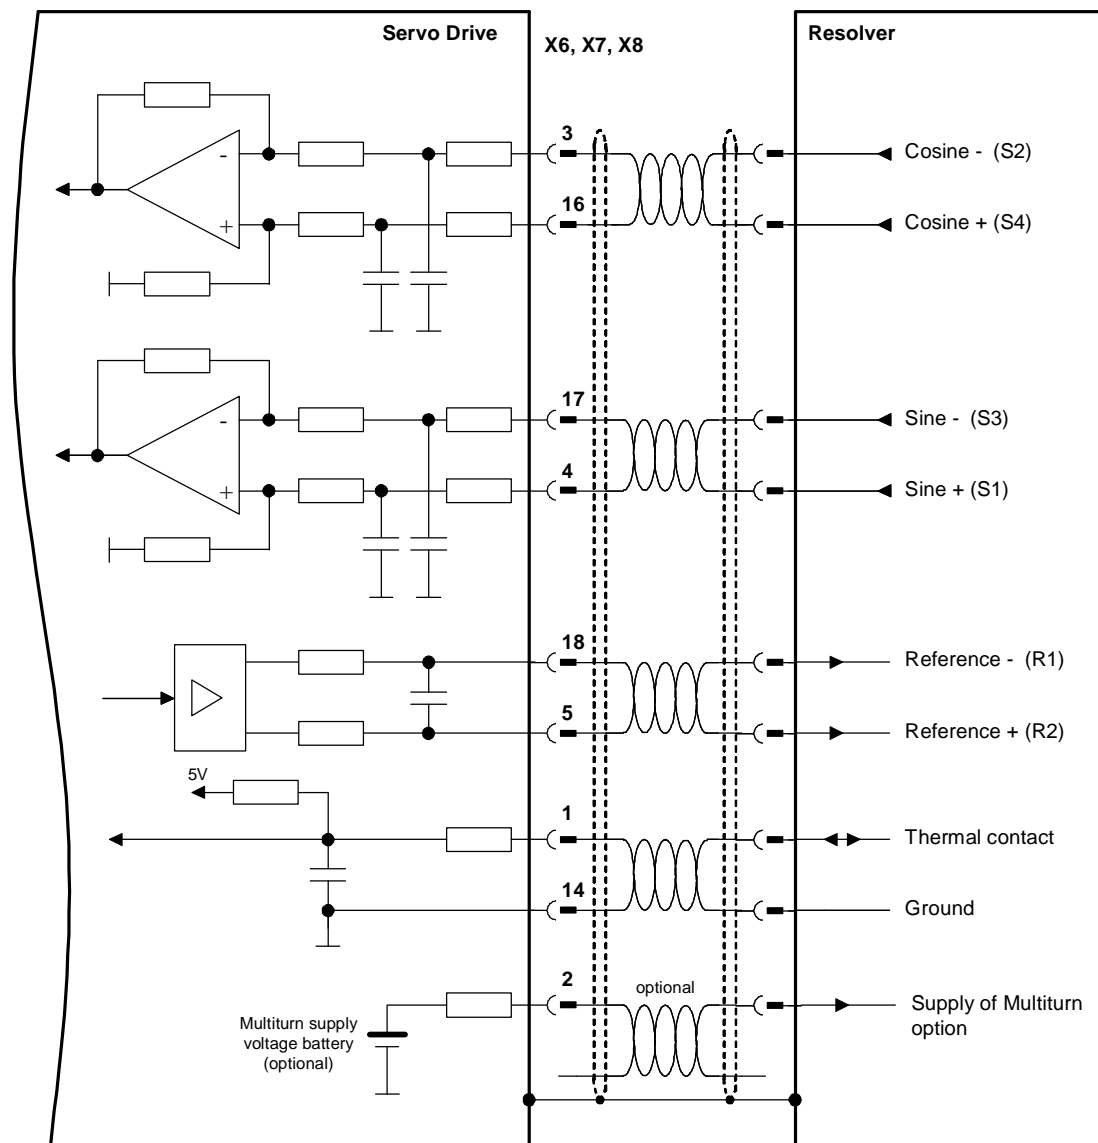 Servo Drive
X6, X7, X8
Resolver
3
Cosine - (S2)
-
16
Cosine + (S4)
+
17
Sine - (S3)
-
4
Sine + (S1)
+
18
Reference - (R1)
5
Reference + (R2)
5V
1
Thermal contact
14
Ground
2
optional
Supply of Multiturn
option
Multiturn supply
voltage battery
(optional)